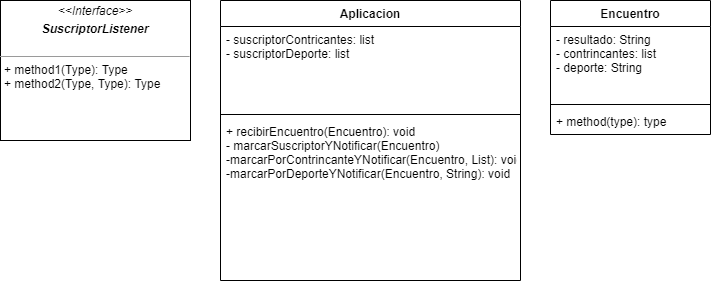 <<Interface>>
SuscriptorListener
+ method1(Type): Type
+ method2(Type, Type): Type
Aplicacion
- suscriptorContricantes: list
- suscriptorDeporte: list
+ recibirEncuentro(Encuentro): void
- marcarSuscriptorYNotificar(Encuentro)
-marcarPorContrincanteYNotificar(Encuentro, List): voi
-marcarPorDeporteYNotificar(Encuentro, String): void
Encuentro
- resultado: String
- contrincantes: list
- deporte: String
+ method(type): type